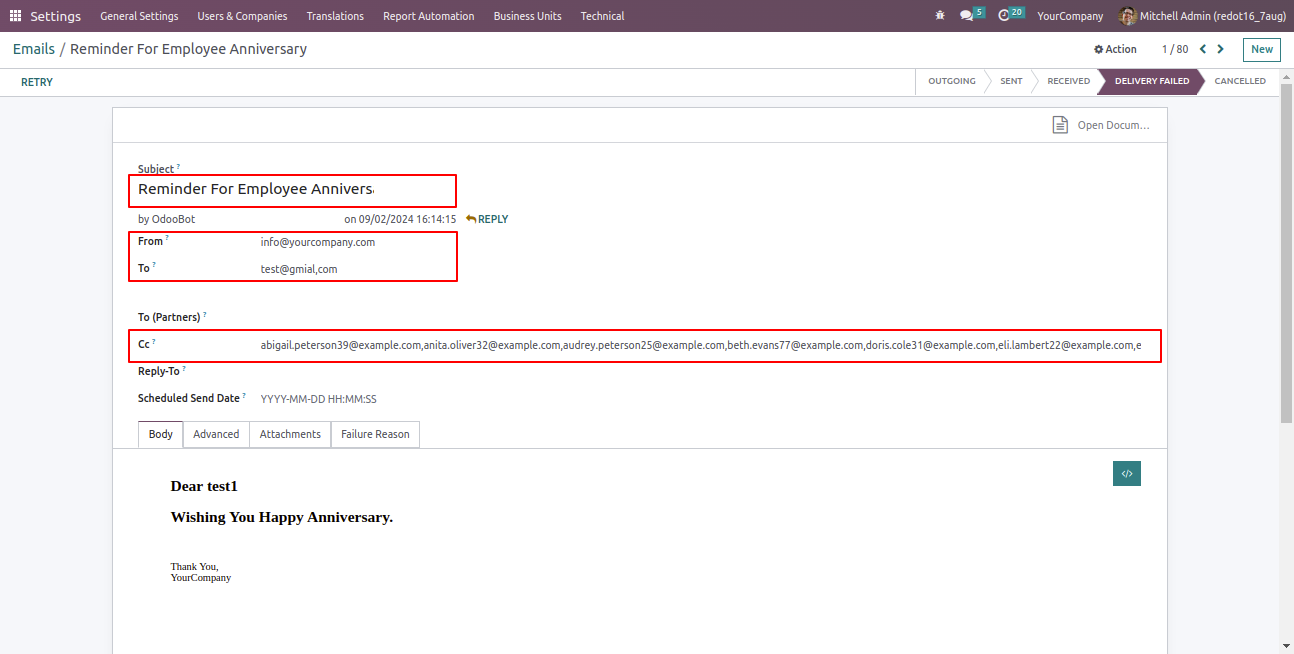 Settings General Settings Users & Companies Translations Report Automation Business Units Technical 5 20 YourCompany Mitchell Admin (redot16_7aug)
Emails / Reminder For Employee Anniversary Action 1 / 80 New
RETRY OUTGOING SENT RECEIVED DELIVERY FAILED CANCELLED
Open Docum...
Subject ?
Reminder For Employee Annivers
by OdooBot on 09/02/2024 16:14:15 REPLY
From ? info@yourcompany.com
To ? test@gmial,com
To (Partners) ?
Cc ? abigail.peterson39@example.com,anita.oliver32@example.com,audrey.peterson25@example.com,beth.evans77@example.com,doris.cole31@example.com,eli.lambert22@example.com,e
Reply-To ?
Scheduled Send Date ? YYYY-MM-DD HH:MM:SS
Body Advanced Attachments Failure Reason
</>
Dear test1
Wishing You Happy Anniversary.
Thank You,
YourCompany